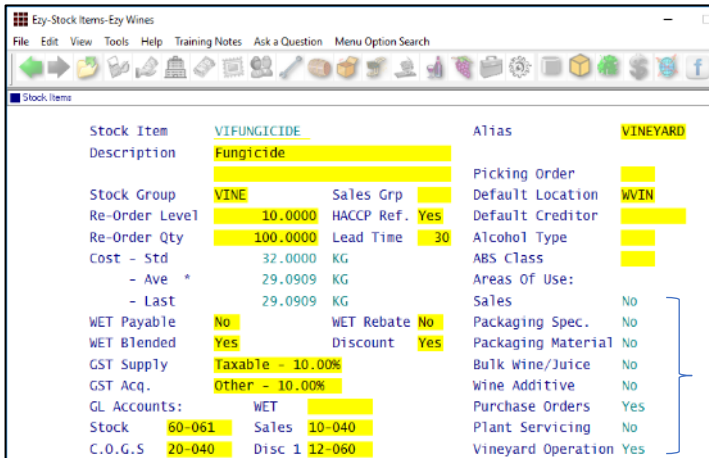 Ezy-Stock Items-Ezy Wines
File Edit View Tools Help Training Notes Ask a Question Menu Option Search
Stock Items
Stock Item VIFUNGICIDE Alias VINEYARD
Description Fungicide
Picking Order
Stock Group VINE Sales Grp Default Location WVIN
Re-Order Level 10.0000 HACCP Ref. Yes Default Creditor
Re-Order Qty 100.0000 Lead Time 30 Alcohol Type
Cost - Std 32.0000 KG ABS Class
- Ave * 29.0909 KG Areas Of Use:
- Last 29.0909 KG Sales No
WET Payable No WET Rebate No Packaging Spec. No
WET Blended Yes Discount Yes Packaging Material No
GST Supply Taxable - 10.00% Bulk Wine/Juice No
GST Acq. Other - 10.00% Wine Additive No
GL Accounts: WET Purchase Orders Yes
Stock 60-061 Sales 10-040 Plant Servicing No
C.O.G.S 20-040 Disc 1 12-060 Vineyard Operation Yes